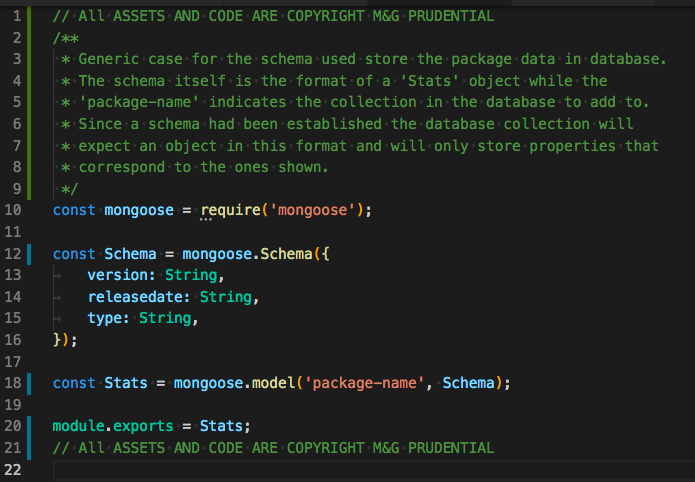 1 // All ASSETS AND CODE ARE COPYRIGHT M&G PRUDENTIAL
2 /**
3 * Generic case for the schema used store the package data in database.
4 * The schema itself is the format of a 'Stats' object while the
5 * 'package-name' indicates the collection in the database to add to.
6 * Since a schema had been established the database collection will
7 * expect an object in this format and will only store properties that
8 * correspond to the ones shown.
9 */
10 const mongoose = require('mongoose');
11
12 const Schema = mongoose.Schema({
13 version: String,
14 releasedate: String,
15 type: String,
16 });
17
18 const Stats = mongoose.model('package-name', Schema);
19
20 module.exports = Stats;
21 // All ASSETS AND CODE ARE COPYRIGHT M&G PRUDENTIAL
22